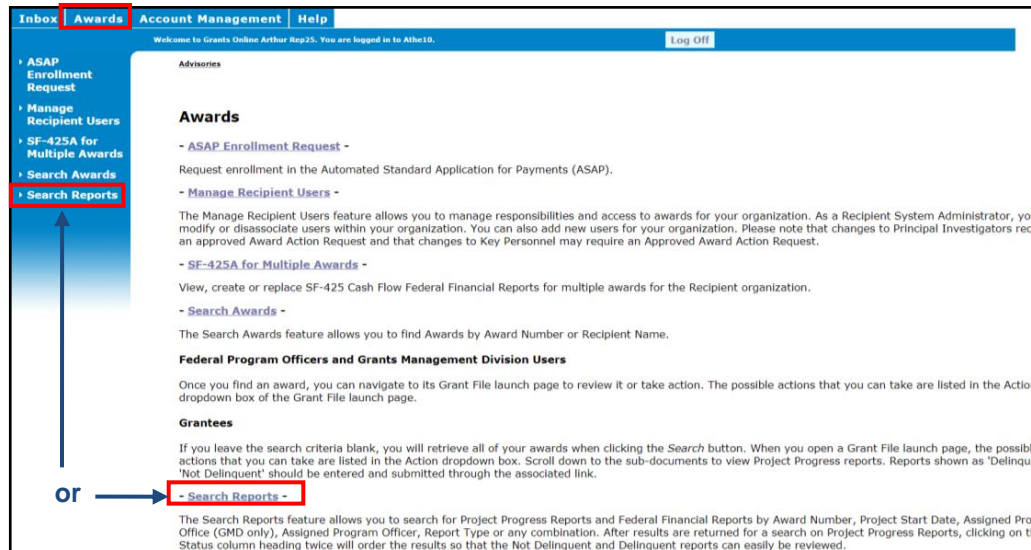 Inbox Awards Account Management Help
Welcome to Grants Online Arthur Rep25. You are logged in to Athe10. Log Off
ASAP
Enrollment
Request
Manage
Recipient Users
SF-425A for
Multiple Awards
Search Awards
Search Reports
or
Advisories
Awards
- ASAP Enrollment Request -
Request enrollment in the Automated Standard Application for Payments (ASAP).
- Manage Recipient Users -
The Manage Recipient Users feature allows you to manage responsibilities and access to awards for your organization. As a Recipient System Administrator, yo
modify or disassociate users within your organization. You can also add new users for your organization. Please note that changes to Principal Investigators req
an approved Award Action Request and that changes to Key Personnel may require an Approved Award Action Request.
- SF-425A for Multiple Awards -
View, create or replace SF-425 Cash Flow Federal Financial Reports for multiple awards for the Recipient organization.
- Search Awards -
The Search Awards feature allows you to find Awards by Award Number or Recipient Name.
Federal Program Officers and Grants Management Division Users
Once you find an award, you can navigate to its Grant File launch page to review it or take action. The possible actions that you can take are listed in the Actio
dropdown box of the Grant File launch page.
Grantees
If you leave the search criteria blank, you will retrieve all of your awards when clicking the Search button. When you open a Grant File launch page, the possibl
actions that you can take are listed in the Action dropdown box. Scroll down to the sub-documents to view Project Progress reports. Reports shown as 'Delinqu
'Not Delinquent' should be entered and submitted through the associated link.
- Search Reports -
The Search Reports feature allows you to search for Project Progress Reports and Federal Financial Reports by Award Number, Project Start Date, Assigned Pro
Office (GMD only), Assigned Program Officer, Report Type or any combination. After results are returned for a search on Project Progress Reports, clicking on t
Status column heading twice will order the results so that the Not Delinquent and Delinquent reports can easily be reviewed.